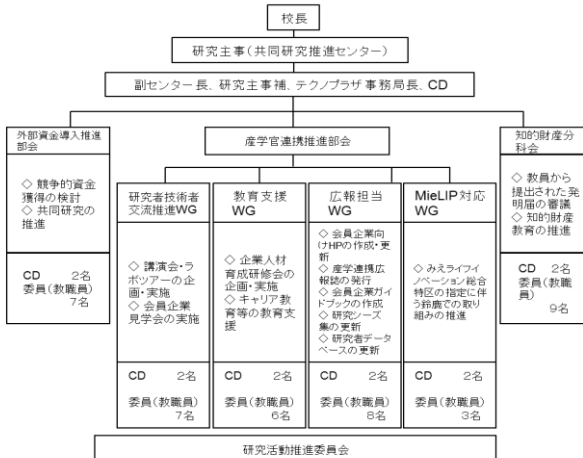 校長
研究主事(共同研究推進センター)
副センター長、研究主事補、テクノプラザ事務局長、CD
外部資金導入推進
部会
◇ 競争的資金
獲得の検討
◇ 共同研究の
推進
CD 2名
委員(教職員)
7名
産学官連携推進部会
研究者技術者
交流推進WG
◇ 講演会・ラ
ボツアーの企
画・実施
◇ 会員企業
見学会の実施
CD 2名
委員(教職員)
7名
教育支援
WG
◇ 企業人材
育成研修会の
企画・実施
◇ キャリア教
育等の教育支
援
CD 2名
委員(教職員)
6名
広報担当
WG
◇ 会員企業向
けHPの作成・更
新
◇ 産学連携広
報誌の発行
◇ 会員企業ガイ
ドブックの作成
◇ 研究シーズ
集の更新
◇ 研究者データ
ベースの更新
CD 2名
委員(教職員)
8名
MieLIP対応
WG
◇ みえライフイ
ノベーション総合
特区の指定に伴
う鈴鹿での取り
組みの推進
CD 2名
委員(教職員)
3名
知的財産分
科会
◇ 教員から
提出された発
明届の審議
◇ 知的財産
教育の推進
CD 2名
委員(教職
員)
9名
研究活動推進委員会